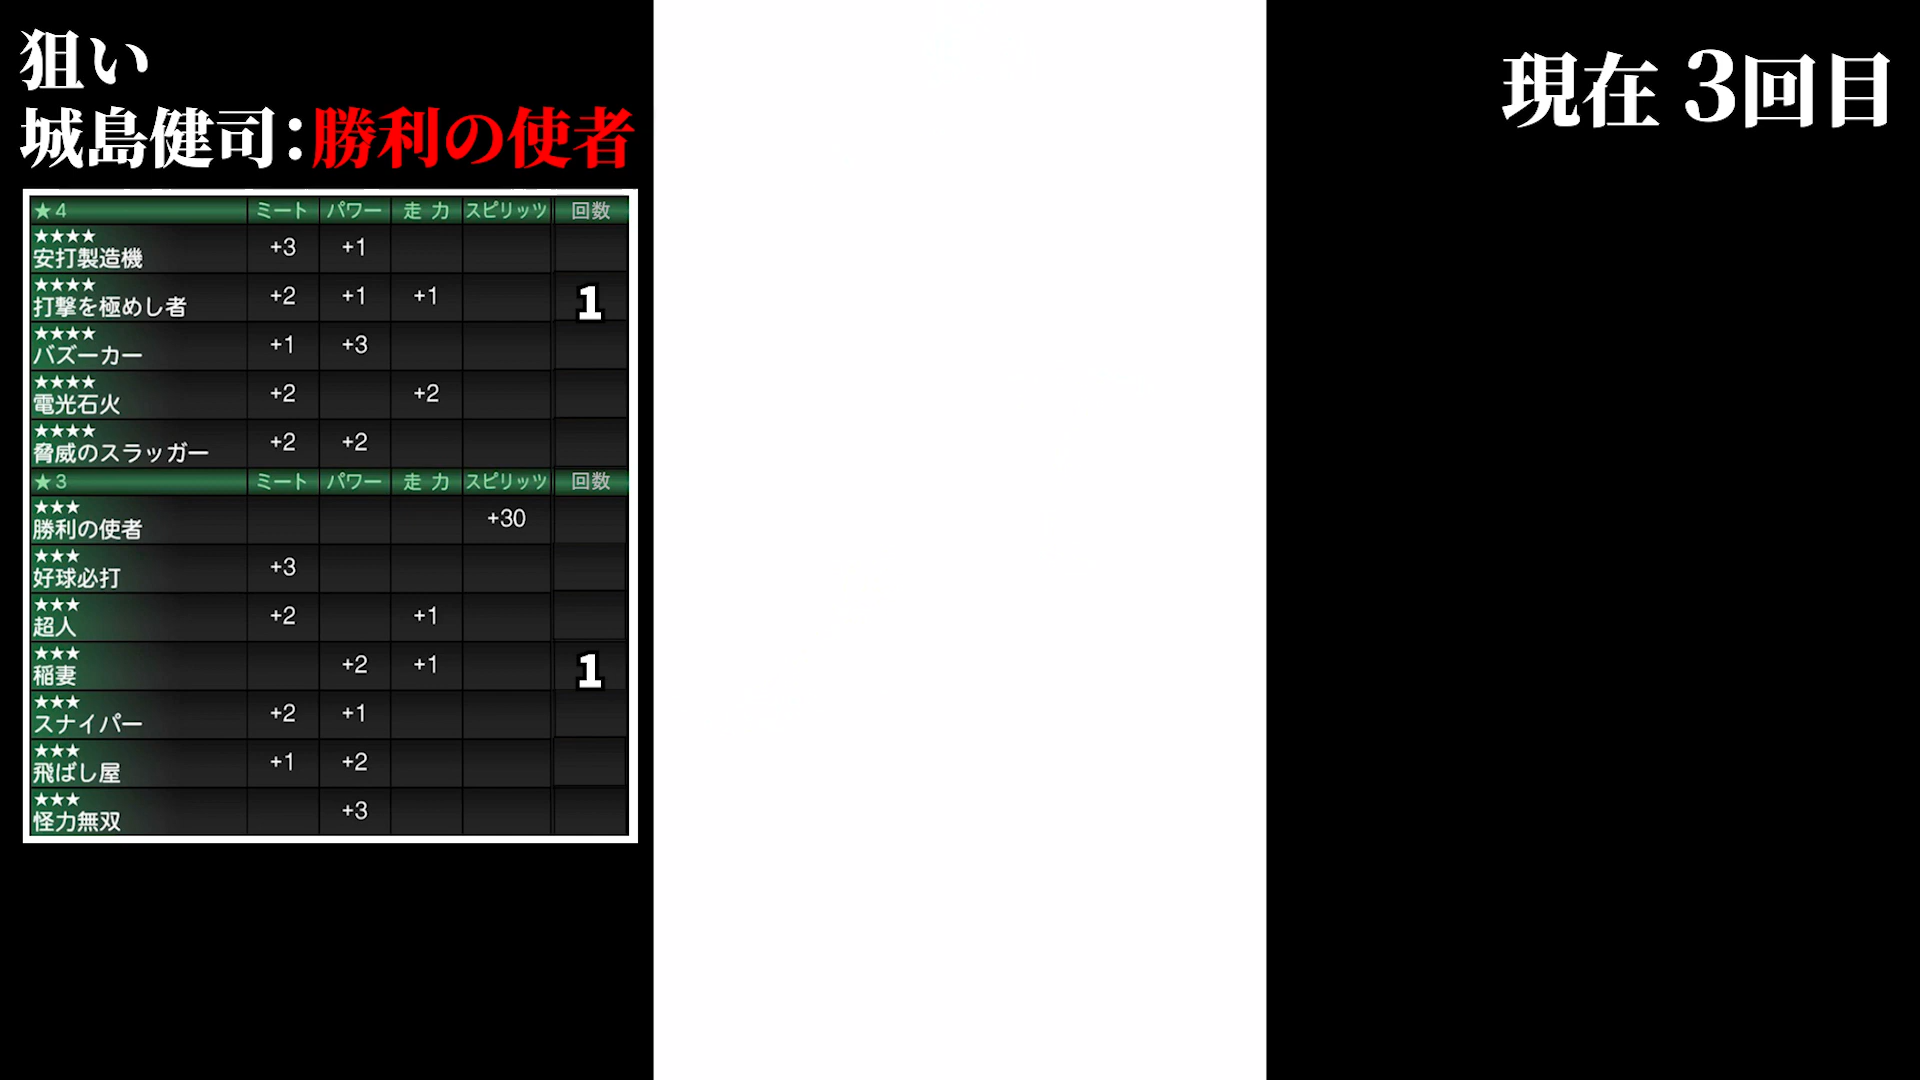 狙い
城島健司:勝利の使者
現在 3回目
★4 ミート パワー 走力 スピリッツ 回数
★★★★
安打製造機 +3 +1
★★★★
打撃を極めし者 +2 +1 +1 1
★★★★
バズーカー +1 +3
★★★★
電光石火 +2 +2
★★★★
脅威のスラッガー +2 +2
★3 ミート パワー 走力 スピリッツ 回数
★★★
勝利の使者 +30
★★★
好球必打 +3
★★★
超人 +2 +1
★★★
稲妻 +2 +1 1
★★★
スナイパー +2 +1
★★★
飛ばし屋 +1 +2
★★★
怪力無双 +3